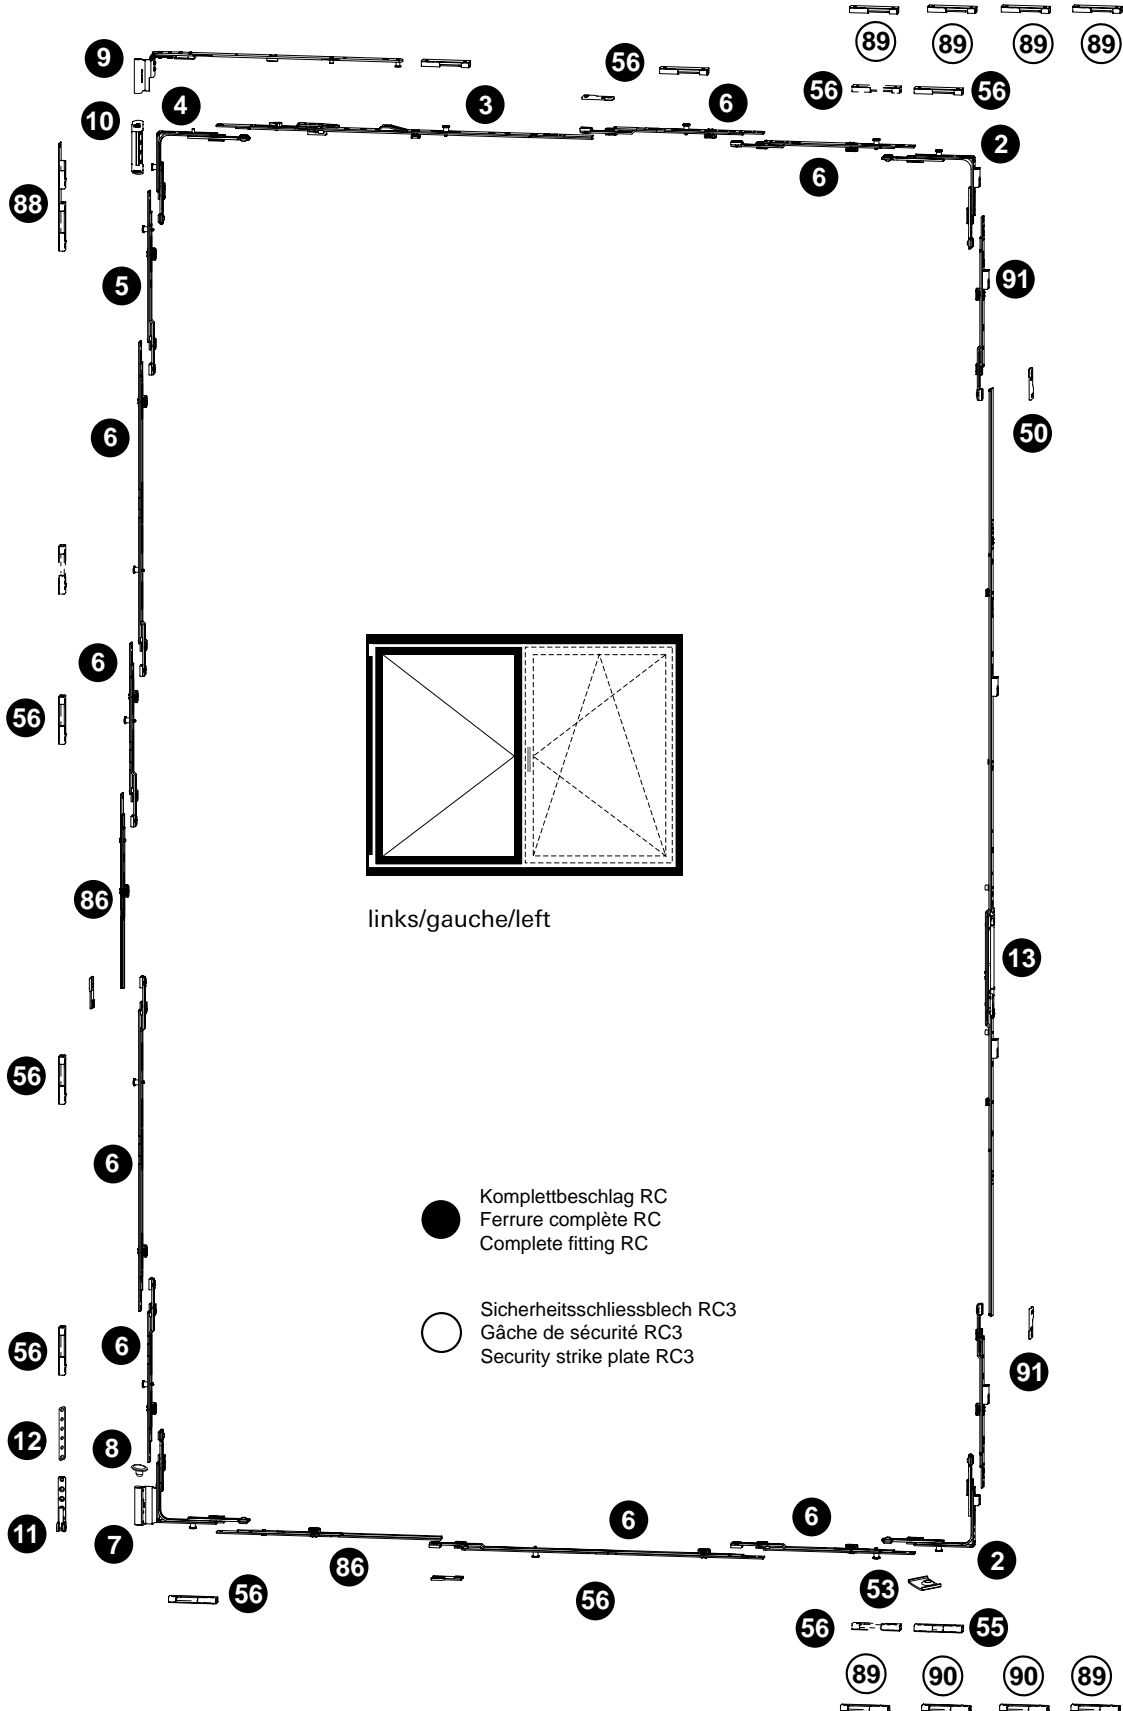 89 89 89 89
9
56
56 56
4 3 6
10
2
6
88
91
5
50
6
6
56
86
links/gauche/left
13
56
6
Komplettbeschlag RC
Ferrure complète RC
Complete fitting RC
Sicherheitsschliessblech RC3
Gâche de sécurité RC3
Security strike plate RC3
56 6
91
12 8
11 7
6 6
2
86
53
56 56
56 55
89 90 90 89